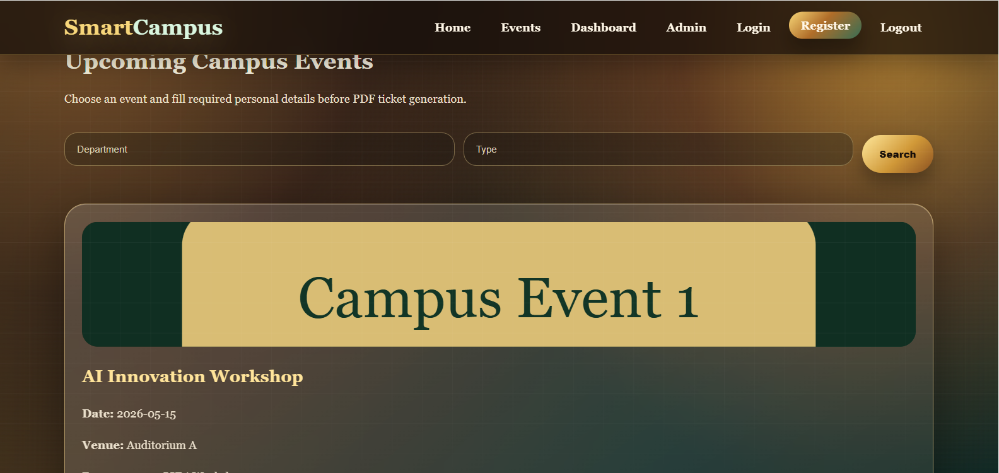 SmartCampus
Home Events Dashboard Admin Login Register Logout
Upcoming Campus Events
Choose an event and fill required personal details before PDF ticket generation.
Department Type Search
Campus Event 1
AI Innovation Workshop
Date: 2026-05-15
Venue: Auditorium A